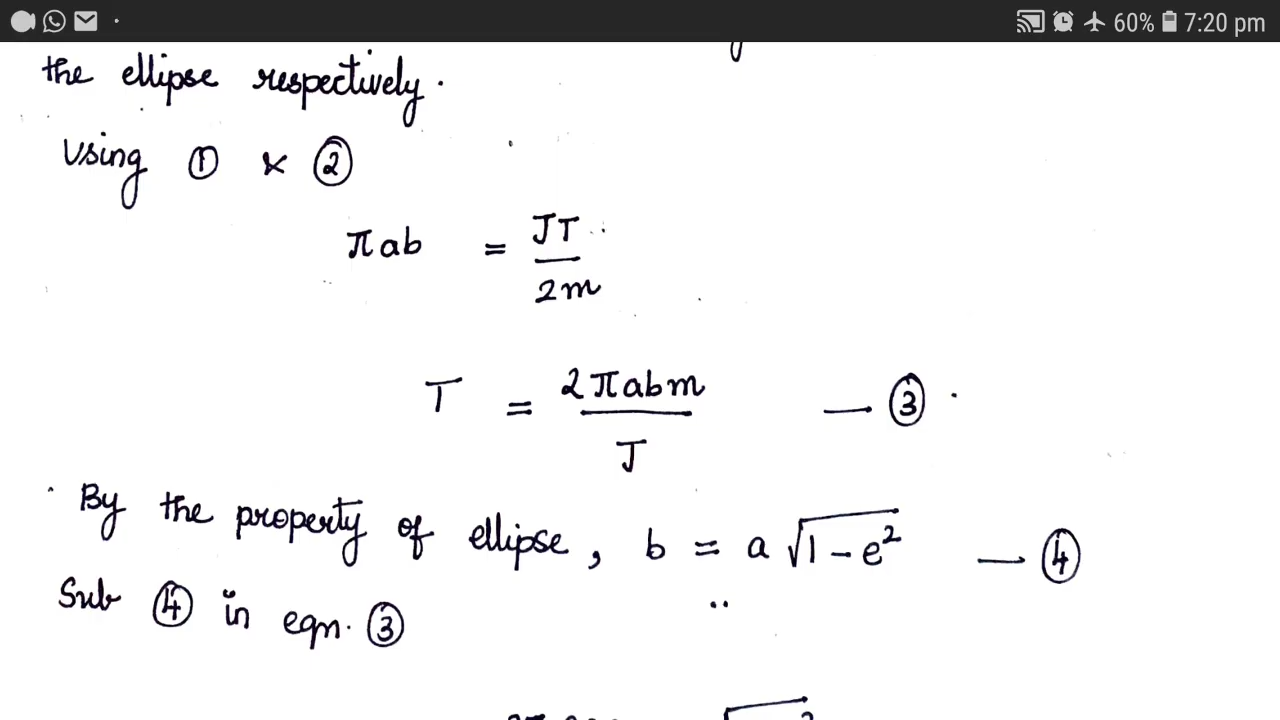 60% 7:20 pm
the ellipse respectively.
Using ① & ②
πab = JT/2m
T = 2πabm/J — ③
By the property of ellipse, b = a √1-e² — ④
Sub ④ in eqn. ③